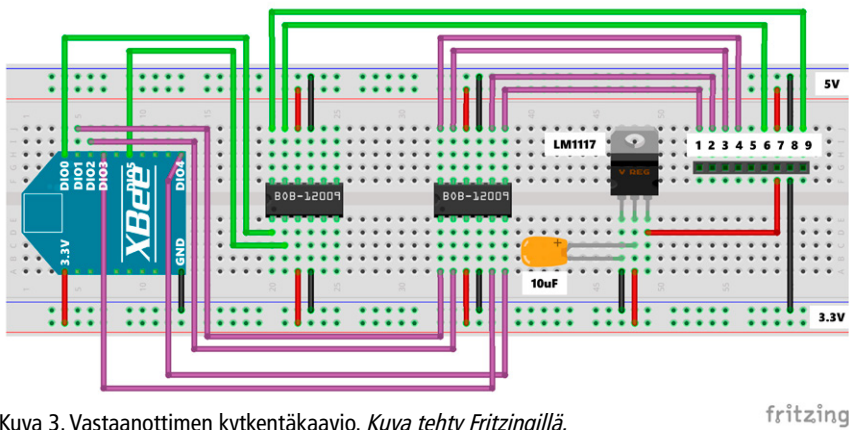 5V
LM1117
1 2 3 4 5 6 7 8 9
V REG
DIO0
DIO1
DIO2
DIO3
DIO5
DIO4
XBee
BOB-12009
BOB-12009
3.3V
GND
10uF
3.3V
Kuva 3. Vastaanottimen kytkentäkaavio. Kuva tehty Fritzingillä.
fritzing